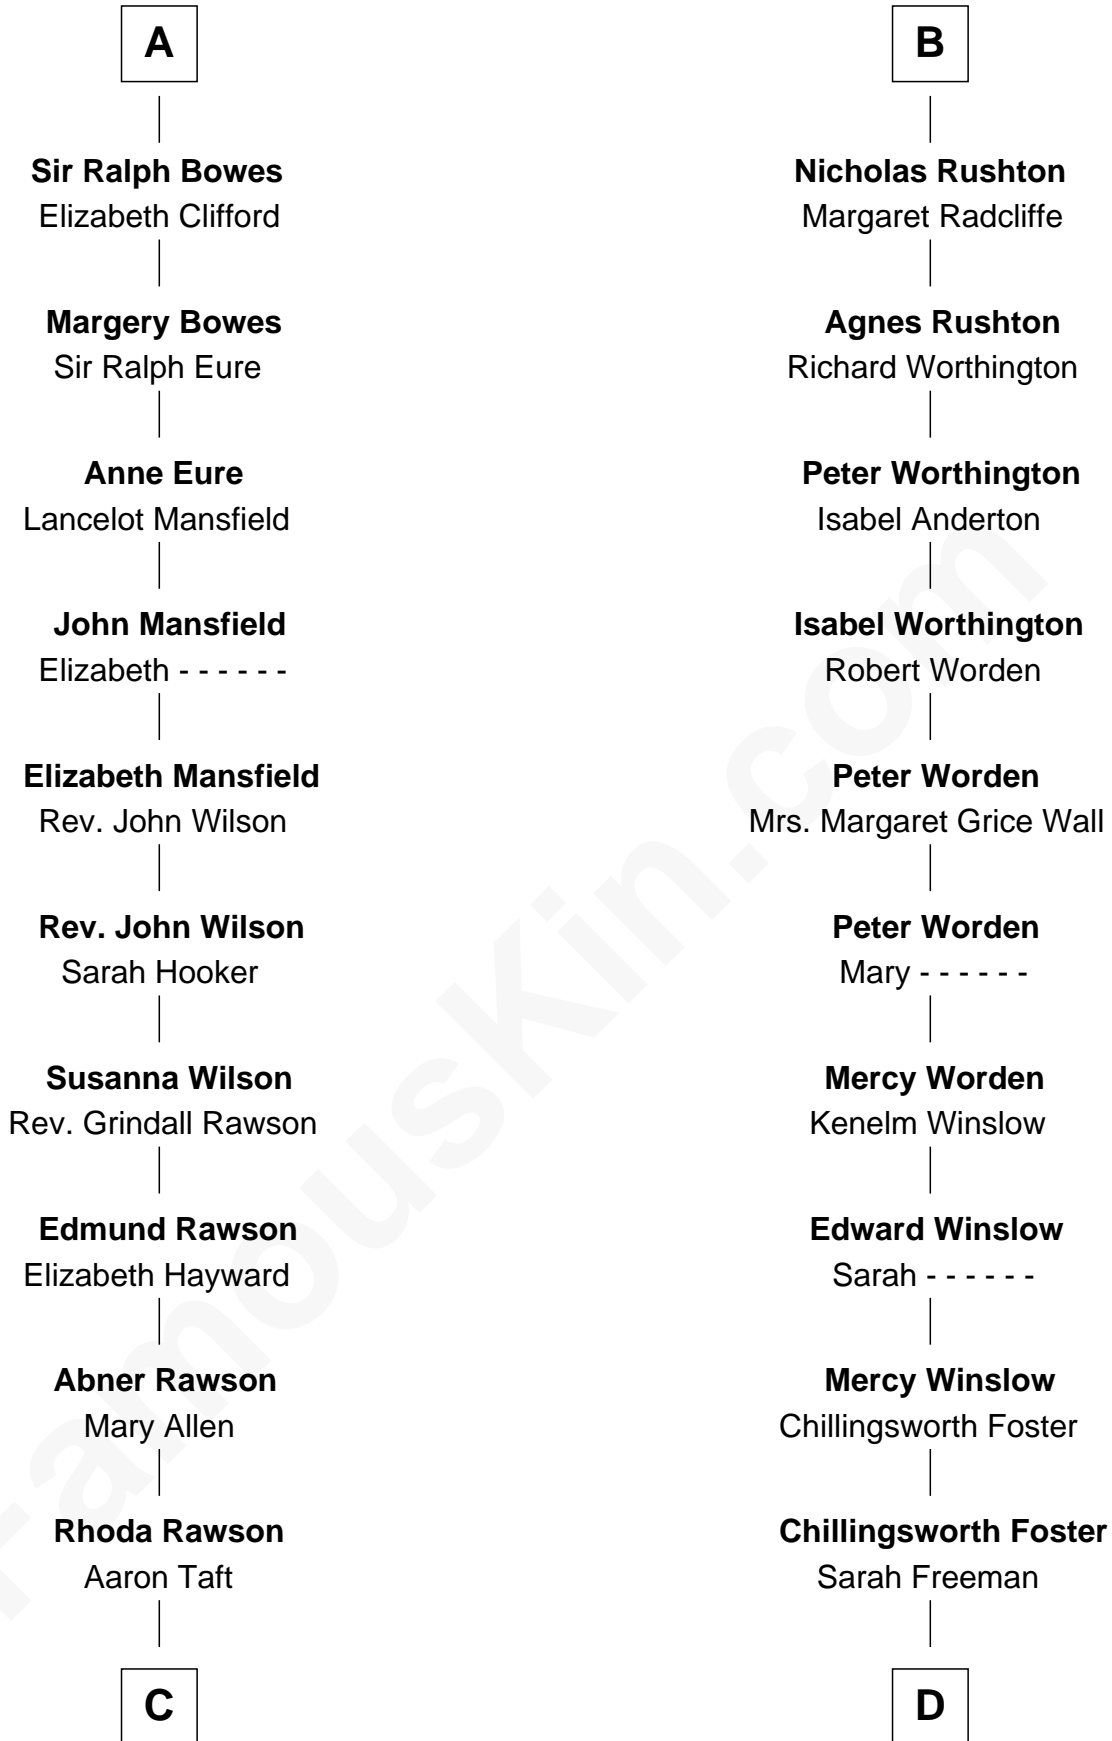 A
Sir Ralph Bowes
Elizabeth Clifford
Margery Bowes
Sir Ralph Eure
Anne Eure
Lancelot Mansfield
John Mansfield
Elizabeth - - - - - -
Elizabeth Mansfield
Rev. John Wilson
Rev. John Wilson
Sarah Hooker
Susanna Wilson
Rev. Grindall Rawson
Edmund Rawson
Elizabeth Hayward
Abner Rawson
Mary Allen
Rhoda Rawson
Aaron Taft
C
B
Nicholas Rushton
Margaret Radcliffe
Agnes Rushton
Richard Worthington
Peter Worthington
Isabel Anderton
Isabel Worthington
Robert Worden
Peter Worden
Mrs. Margaret Grice Wall
Peter Worden
Mary - - - - - -
Mercy Worden
Kenelm Winslow
Edward Winslow
Sarah - - - - - -
Mercy Winslow
Chillingsworth Foster
Chillingsworth Foster
Sarah Freeman
D
FamousKin.com